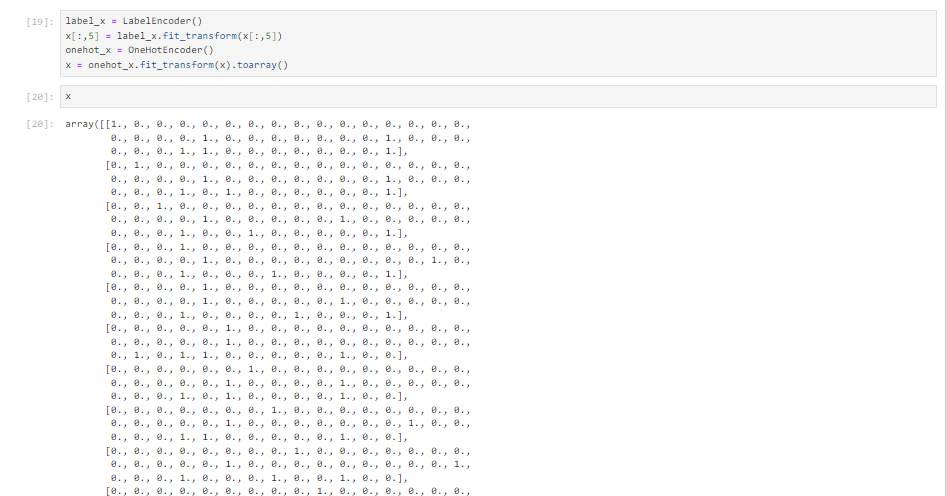 [19]:
label_x = LabelEncoder()
x[:,5] = label_x.fit_transform(x[:,5])
onehot_x = OneHotEncoder()
x = onehot_x.fit_transform(x).toarray()
[20]:
x
[20]:
array([[1., 0., 0., 0., 0., 0., 0., 0., 0., 0., 0., 0., 0., 0., 0., 0.,
0., 0., 0., 0., 1., 0., 0., 0., 0., 0., 0., 0., 1., 0., 0., 0.,
0., 0., 0., 1., 1., 0., 0., 0., 0., 0., 0., 0., 1.],
[0., 1., 0., 0., 0., 0., 0., 0., 0., 0., 0., 0., 0., 0., 0., 0.,
0., 0., 0., 0., 1., 0., 0., 0., 0., 0., 0., 0., 1., 0., 0., 0.,
0., 0., 0., 1., 0., 1., 0., 0., 0., 0., 0., 0., 1.],
[0., 0., 1., 0., 0., 0., 0., 0., 0., 0., 0., 0., 0., 0., 0., 0.,
0., 0., 0., 0., 1., 0., 0., 0., 0., 0., 1., 0., 0., 0., 0., 0.,
0., 0., 0., 1., 0., 0., 1., 0., 0., 0., 0., 0., 1.],
[0., 0., 0., 1., 0., 0., 0., 0., 0., 0., 0., 0., 0., 0., 0., 0.,
0., 0., 0., 0., 1., 0., 0., 0., 0., 0., 0., 0., 0., 0., 1., 0.,
0., 0., 0., 1., 0., 0., 0., 1., 0., 0., 0., 0., 1.],
[0., 0., 0., 0., 1., 0., 0., 0., 0., 0., 0., 0., 0., 0., 0., 0.,
0., 0., 0., 0., 1., 0., 0., 0., 0., 0., 1., 0., 0., 0., 0., 0.,
0., 0., 0., 1., 0., 0., 0., 0., 1., 0., 0., 0., 1.],
[0., 0., 0., 0., 0., 1., 0., 0., 0., 0., 0., 0., 0., 0., 0., 0.,
0., 0., 0., 0., 0., 1., 0., 0., 0., 0., 0., 0., 0., 0., 0., 0.,
0., 1., 0., 1., 1., 0., 0., 0., 0., 0., 1., 0., 0.],
[0., 0., 0., 0., 0., 0., 1., 0., 0., 0., 0., 0., 0., 0., 0., 0.,
0., 0., 0., 0., 0., 1., 0., 0., 0., 0., 1., 0., 0., 0., 0., 0.,
0., 0., 0., 1., 0., 1., 0., 0., 0., 0., 1., 0., 0.],
[0., 0., 0., 0., 0., 0., 0., 1., 0., 0., 0., 0., 0., 0., 0., 0.,
0., 0., 0., 0., 0., 1., 0., 0., 0., 0., 0., 0., 0., 1., 0., 0.,
0., 0., 0., 1., 1., 0., 0., 0., 0., 0., 1., 0., 0.],
[0., 0., 0., 0., 0., 0., 0., 0., 1., 0., 0., 0., 0., 0., 0., 0.,
0., 0., 0., 0., 0., 1., 0., 0., 0., 0., 0., 0., 0., 0., 0., 1.,
0., 0., 0., 1., 0., 0., 0., 1., 0., 0., 1., 0., 0.],
[0., 0., 0., 0., 0., 0., 0., 0., 0., 1., 0., 0., 0., 0., 0., 0.,